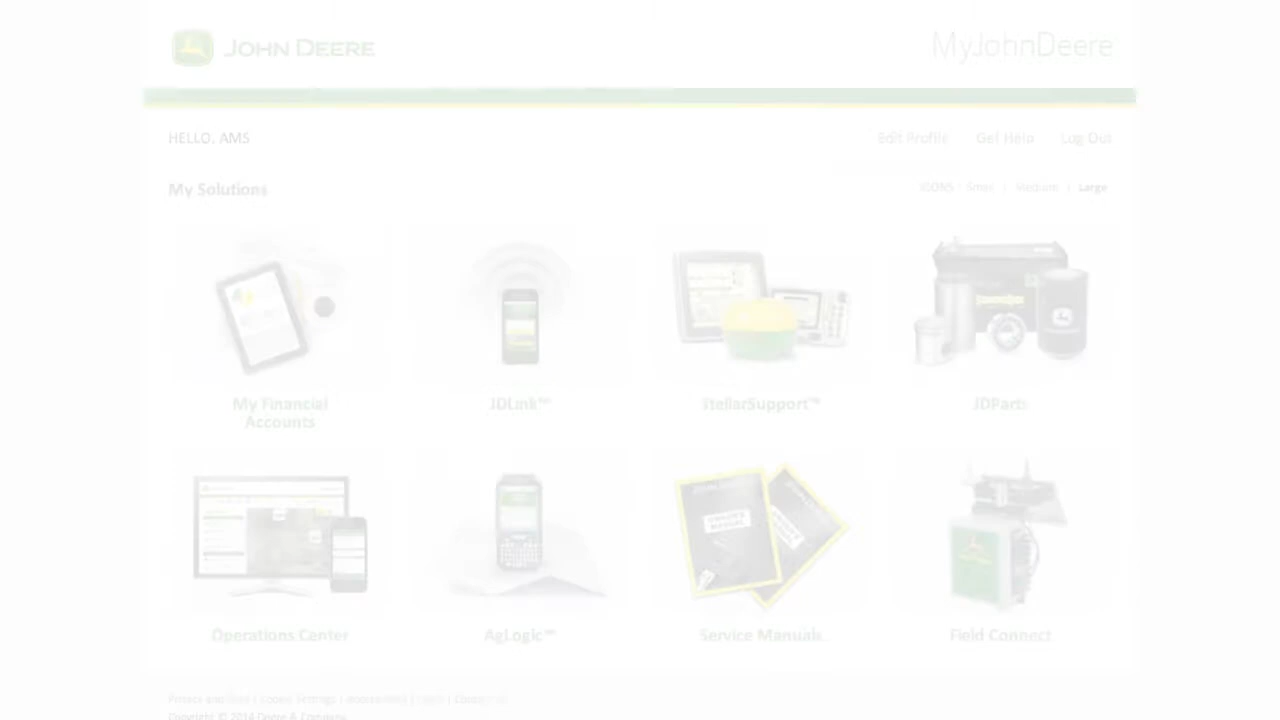 JOHN DEERE
MyJohnDeere
HELLO, AMS
Edit Profile Get Help Log Out
My Solutions
ICONS : Small | Medium | Large
My Financial
Accounts
JDLink™
StellarSupport™
JDParts
Operations Center
AgLogic™
Service Manuals
Field Connect
Copyright © 2014 Deere & Company